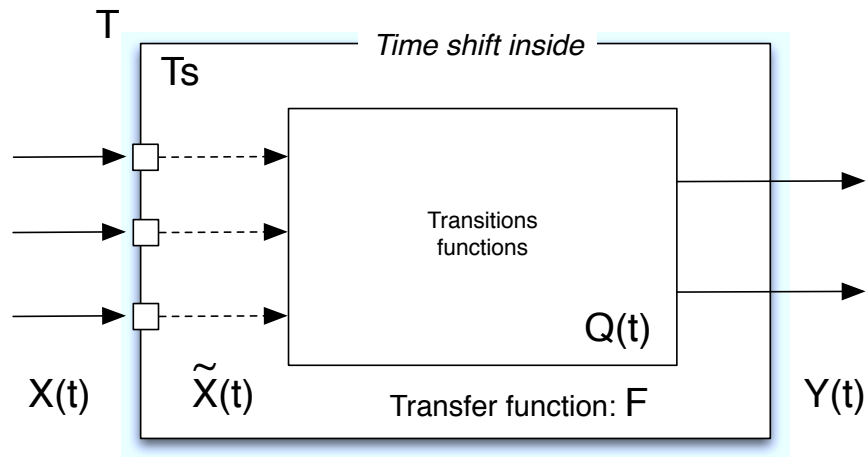 T
Time shift inside
Ts
Transitions
functions
Q(t)
X(t)
X̃(t)
Transfer function: F
Y(t)